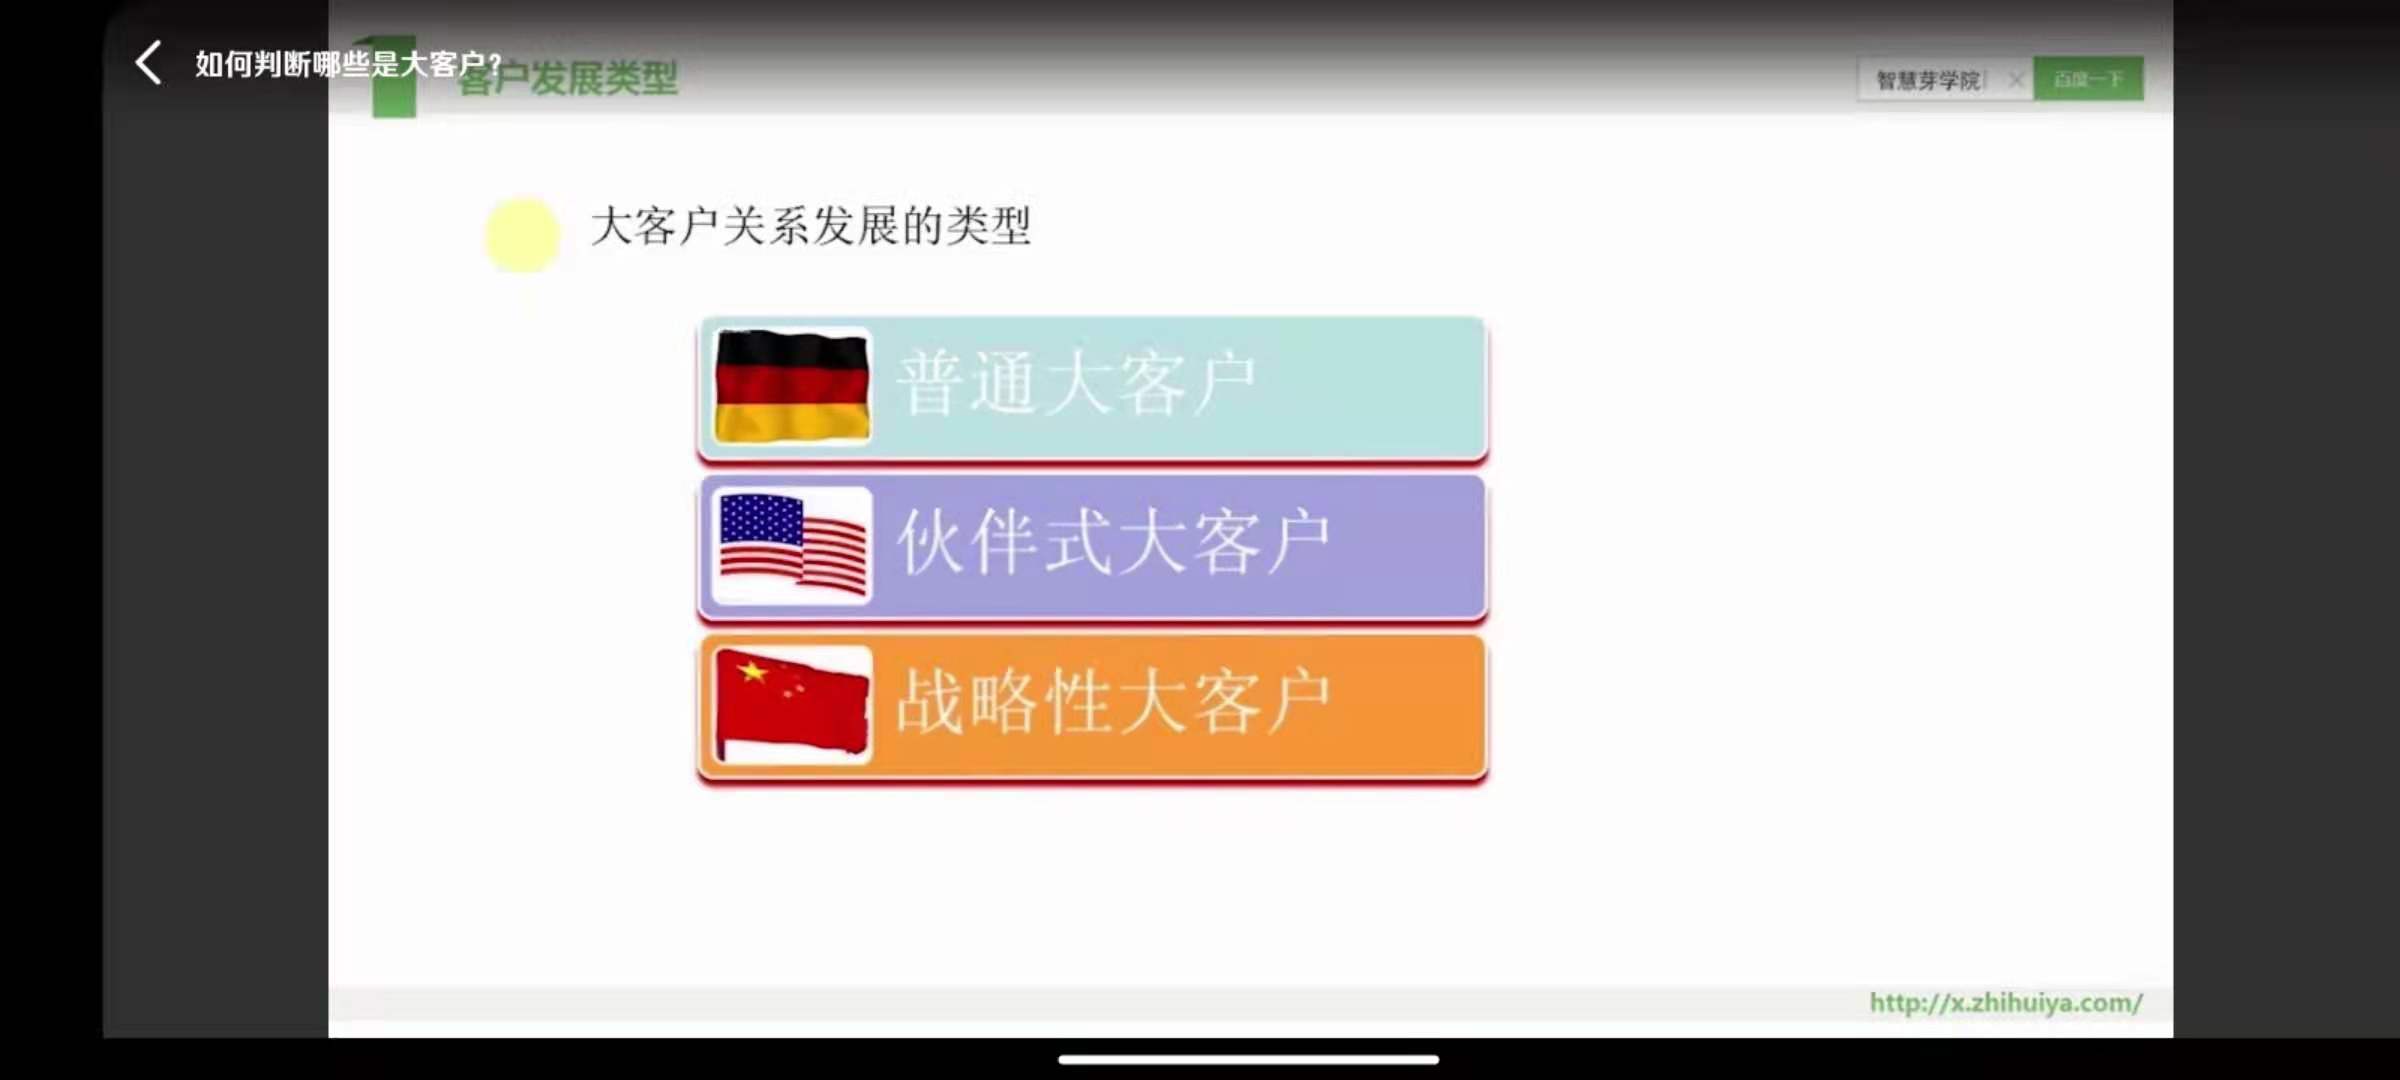 如何判断哪些是大客户?
客户发展类型
智慧芽学院
百度一下
大客户关系发展的类型
普通大客户
伙伴式大客户
战略性大客户
http://x.zhihuiya.com/